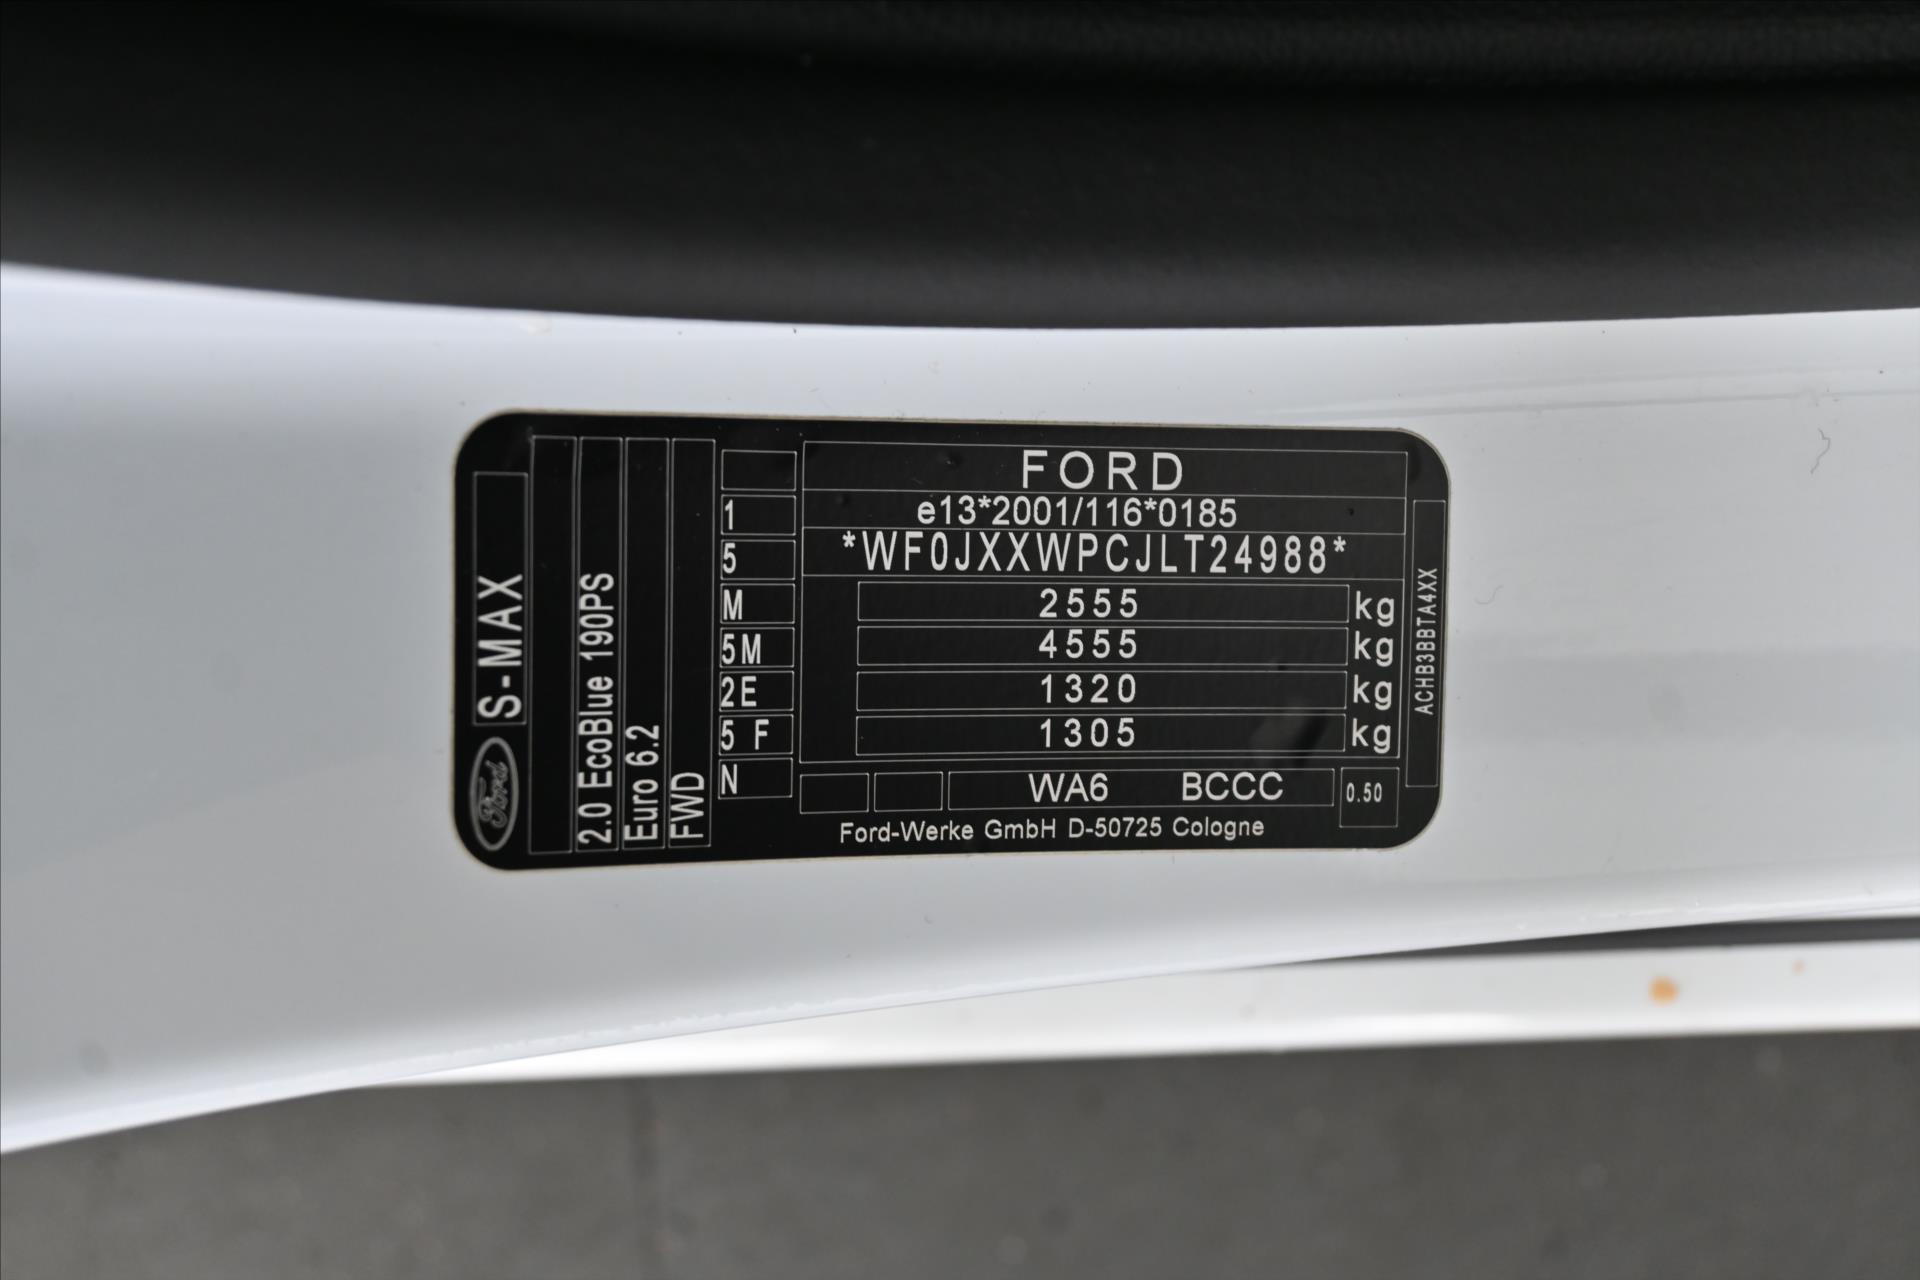 FORD
e13*2001/116*0185
*WF0JXXWPCJLT24988*
2555 kg
4555 kg
1320 kg
1305 kg
WA6 BCCC 0.50
Ford-Werke GmbH D-50725 Cologne
1
5
M
5M
2E
5 F
N
Ford S-MAX
2.0 EcoBlue 190PS
Euro 6.2
FWD
ACHB3BBTA4XX